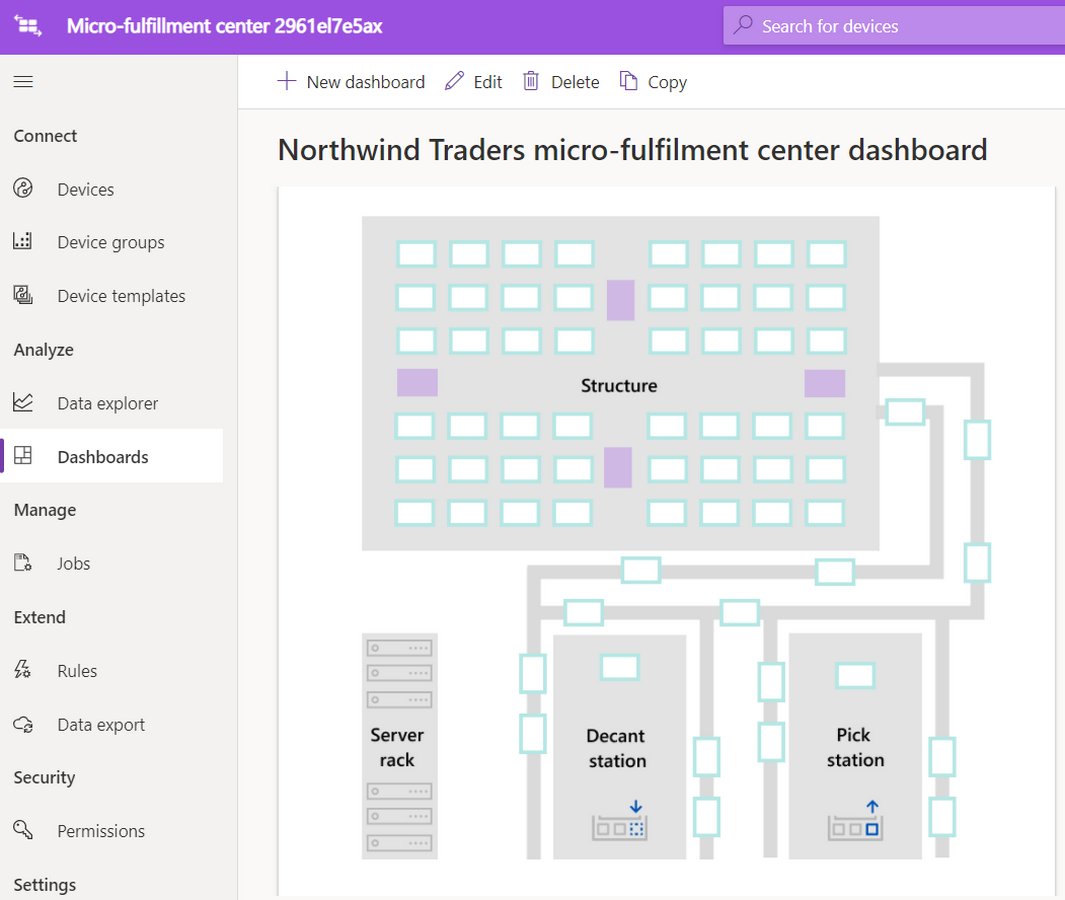 Micro-fulfillment center 2961el7e5ax
Search for devices
New dashboard
Edit
Delete
Copy
Connect
Devices
Device groups
Device templates
Analyze
Data explorer
Dashboards
Manage
Jobs
Extend
Rules
Data export
Security
Permissions
Settings
Northwind Traders micro-fulfilment center dashboard
Structure
Server
rack
Decant
station
Pick
station